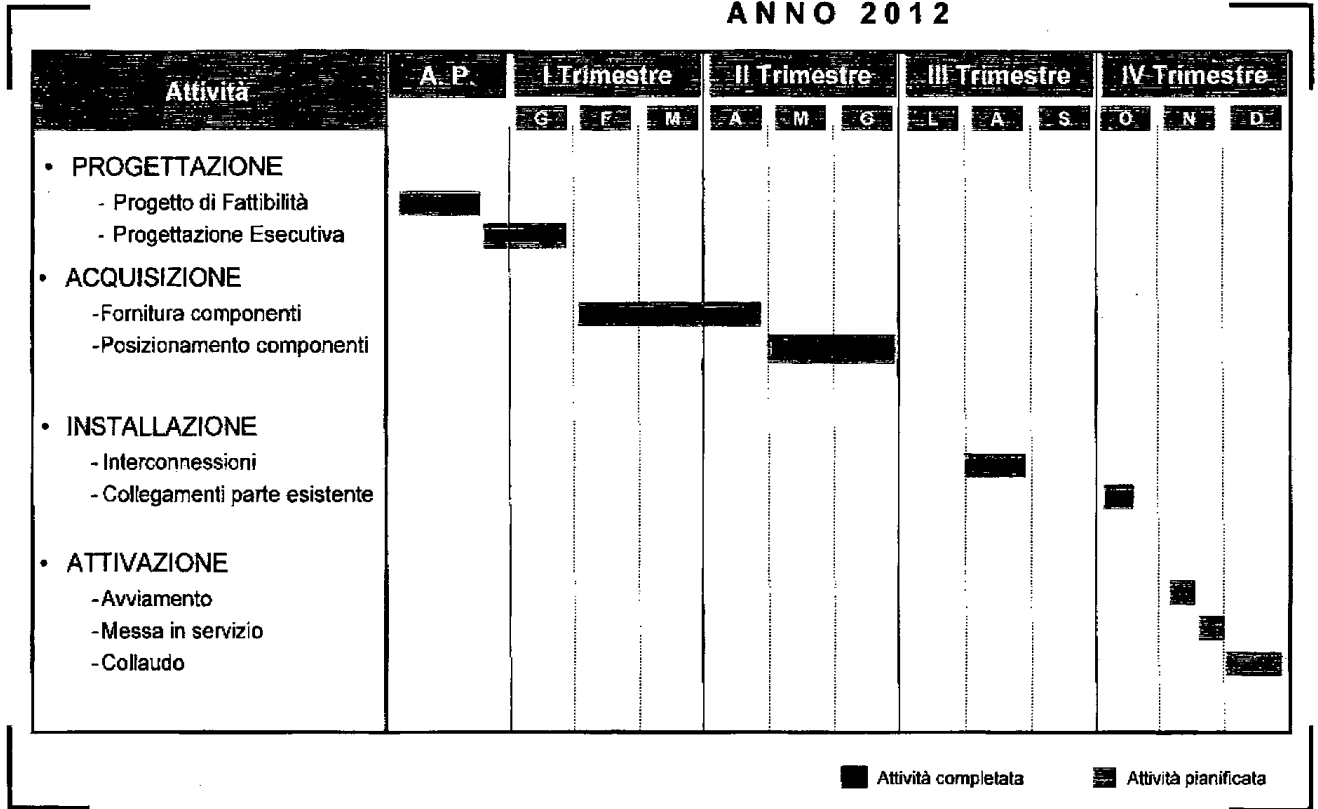 ANNO 2012
Attività A. P. I Trimestre II Trimestre III Trimestre IV Trimestre
G F M A M G L A S O N D
• PROGETTAZIONE
- Progetto di Fattibilità
- Progettazione Esecutiva
• ACQUISIZIONE
-Fornitura componenti
-Posizionamento componenti
• INSTALLAZIONE
- Interconnessioni
- Collegamenti parte esistente
• ATTIVAZIONE
-Avviamento
-Messa in servizio
-Collaudo
Attività completata Attività pianificata